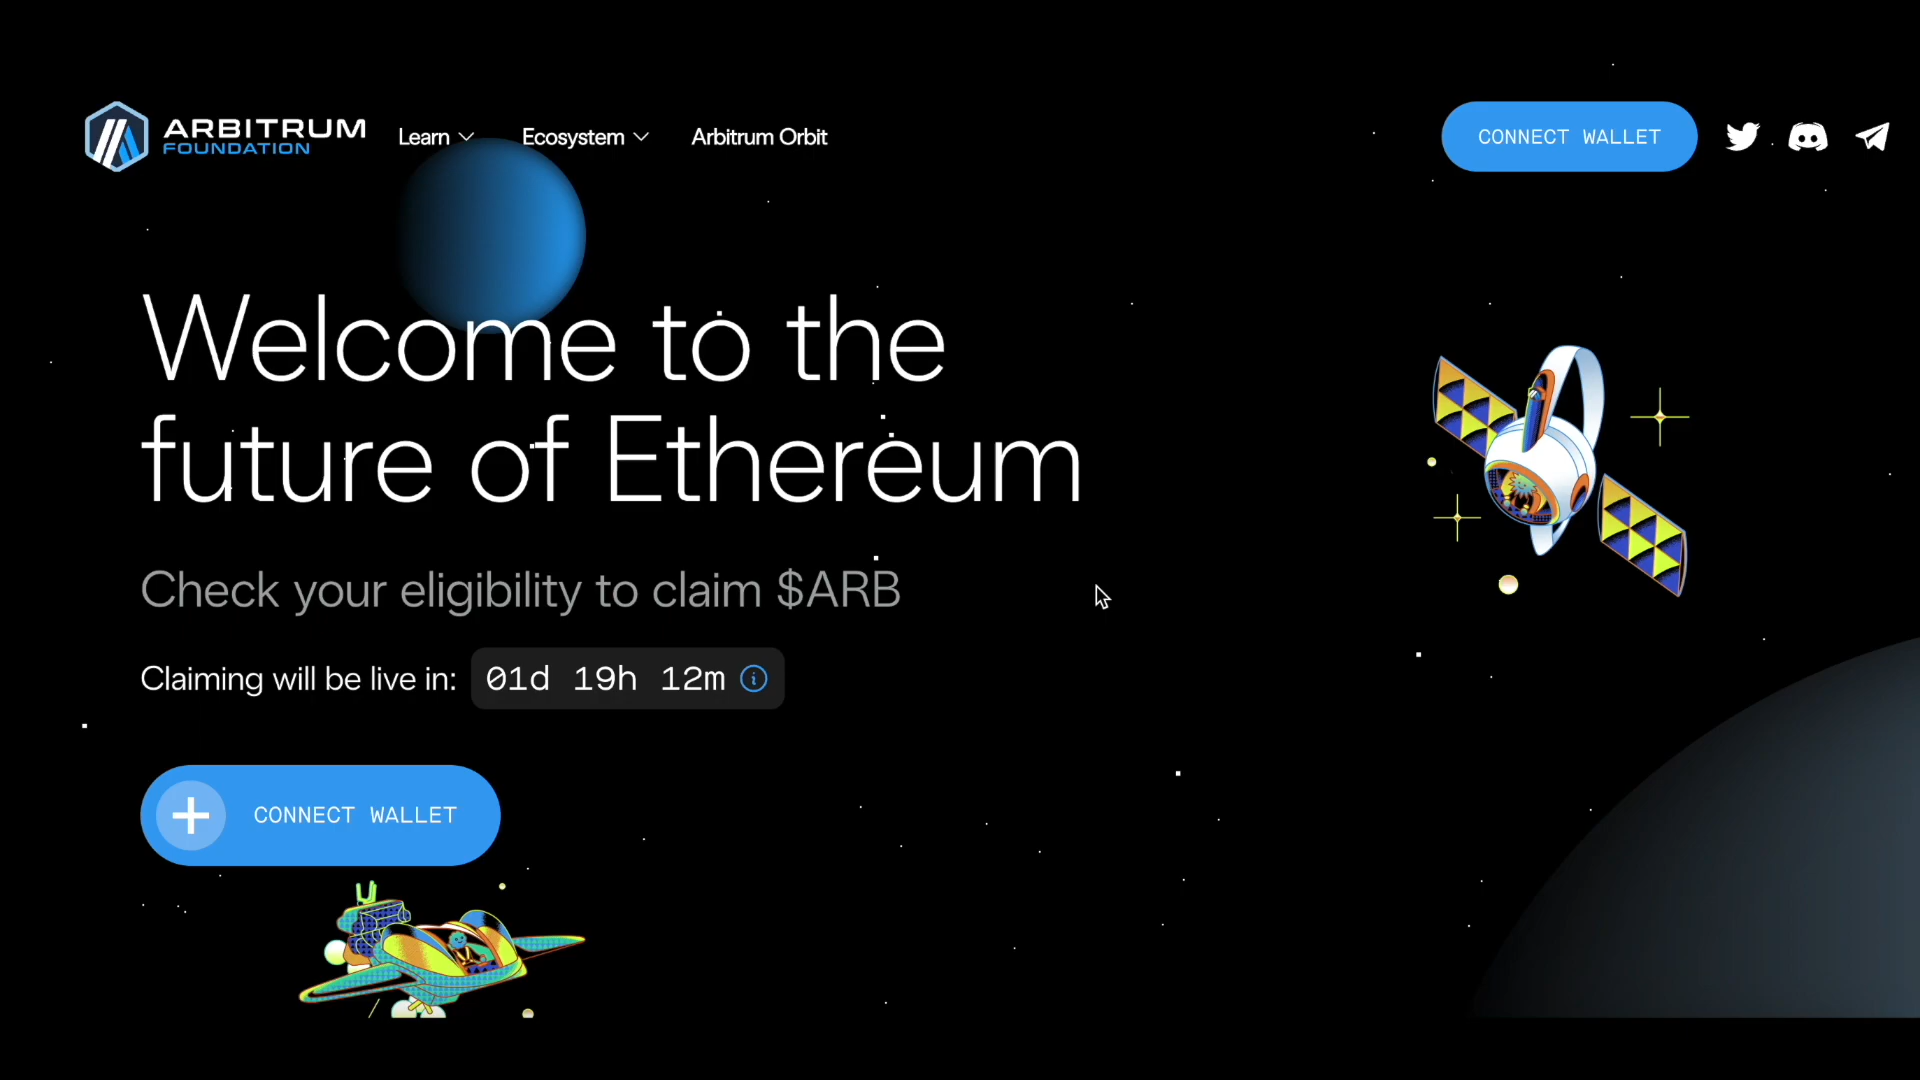 ARBITRUM
FOUNDATION
Learn
Ecosystem
Arbitrum Orbit
CONNECT WALLET
Welcome to the
future of Ethereum
Check your eligibility to claim $ARB
Claiming will be live in: 01d 19h 12m
CONNECT WALLET